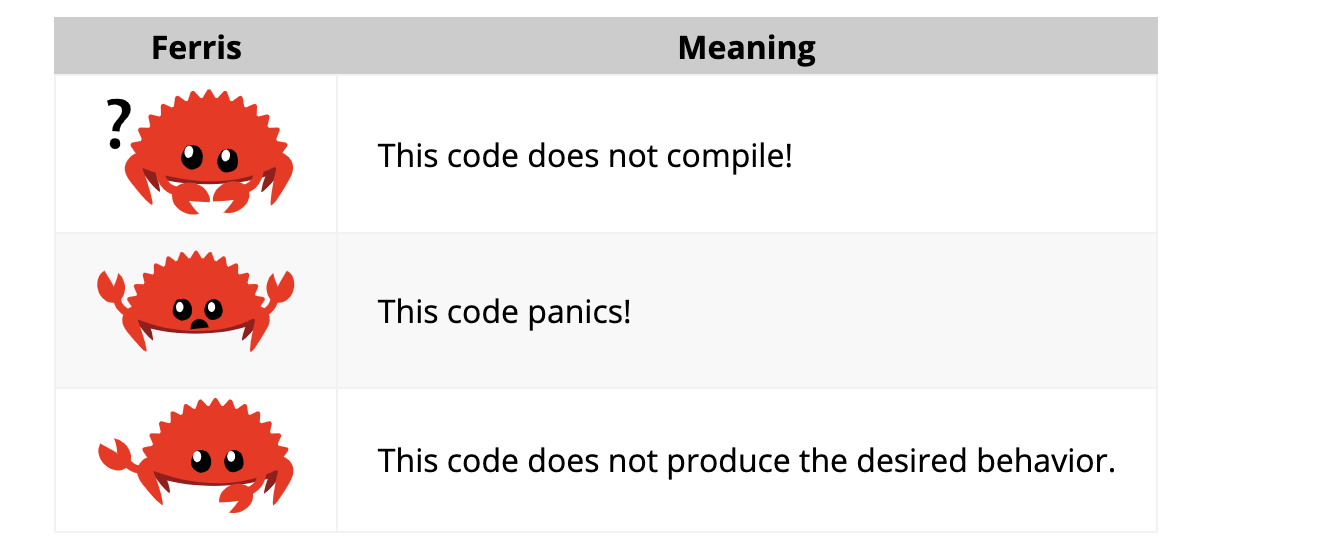 Ferris Meaning
?
This code does not compile!
This code panics!
This code does not produce the desired behavior.